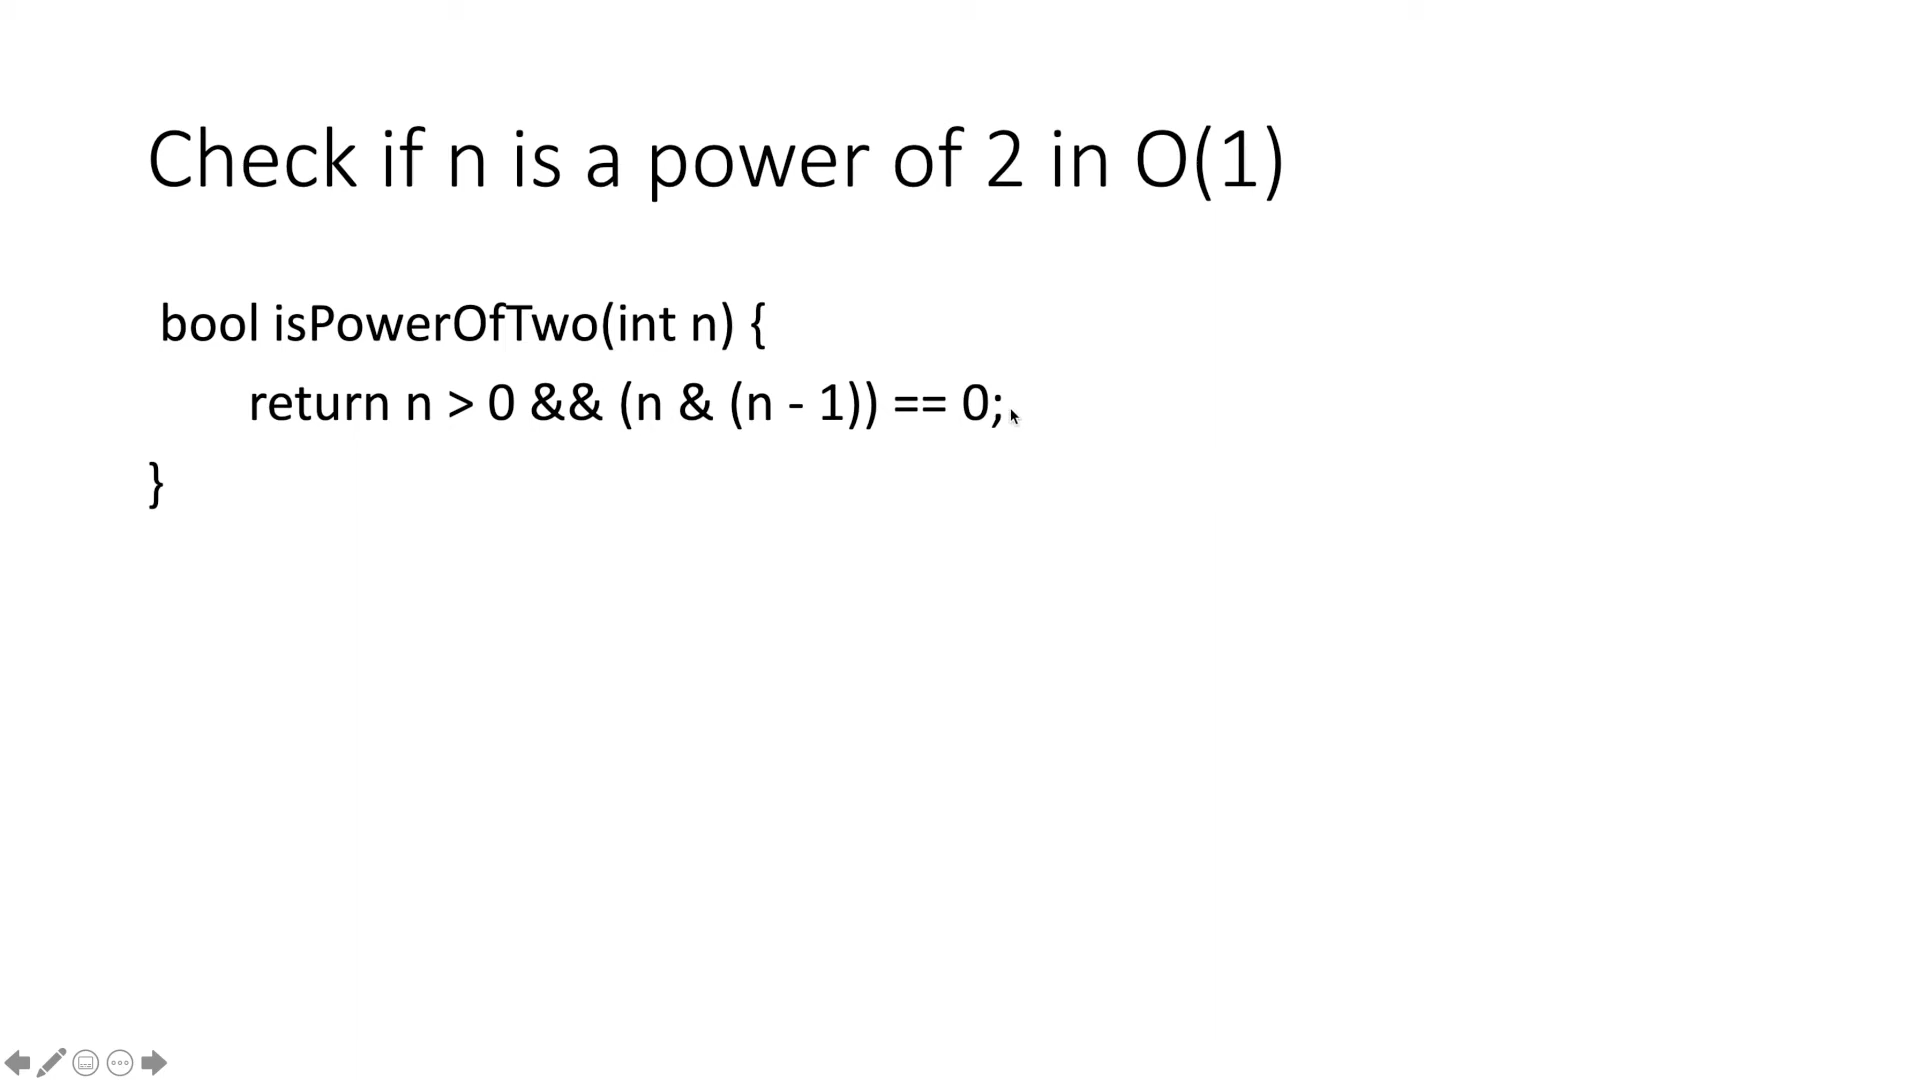 Check if n is a power of 2 in O(1)
bool isPowerOfTwo(int n) {
return n > 0 && (n & (n - 1)) == 0;
}